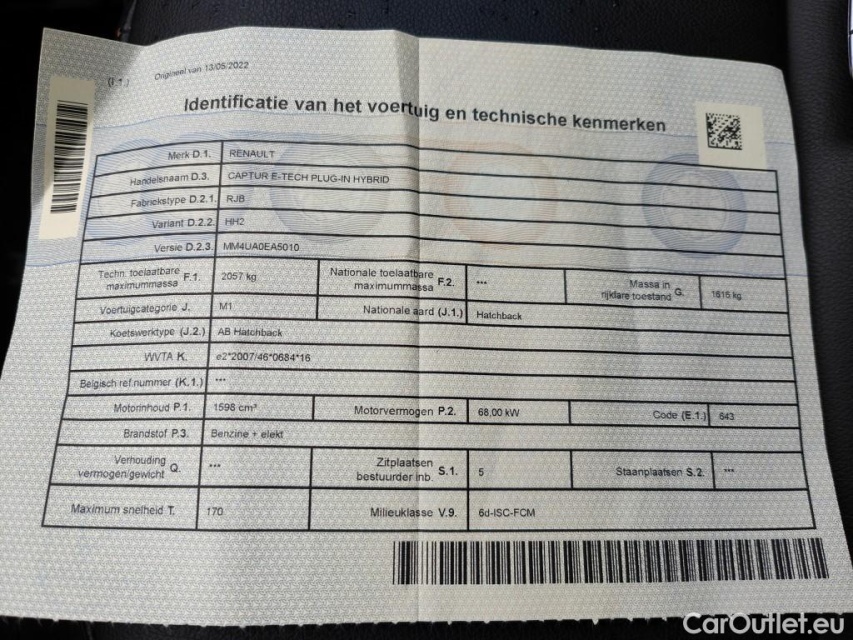 (I.1.) Origineel van 13/05/2022
Identificatie van het voertuig en technische kenmerken
Merk D.1. RENAULT
Handelsnaam D.3. CAPTUR E-TECH PLUG-IN HYBRID
Fabriekstype D.2.1. RJB
Variant D.2.2. HH2
Versie D.2.3. MM4UA0EA5010
Techn. toelaatbare maximummassa F.1. 2057 kg Nationale toelaatbare maximummassa F.2. *** Massa in rijklare toestand G. 1615 kg
Voertuigcategorie J. M1 Nationale aard (J.1.) Hatchback
Koetswerktype (J.2.) AB Hatchback
WVTA K. e2*2007/46*0684*16
Belgisch ref.nummer (K.1.) ***
Motorinhoud P.1. 1598 cm³ Motorvermogen P.2. 68,00 kW Code (E.1.) 643
Brandstof P.3. Benzine + elekt
Verhouding vermogen/gewicht Q. *** Zitplaatsen bestuurder inb. S.1. 5 Staanplaatsen S.2. ***
Maximum snelheid T. 170 Milieuklasse V.9. 6d-ISC-FCM
CarOutlet.eu